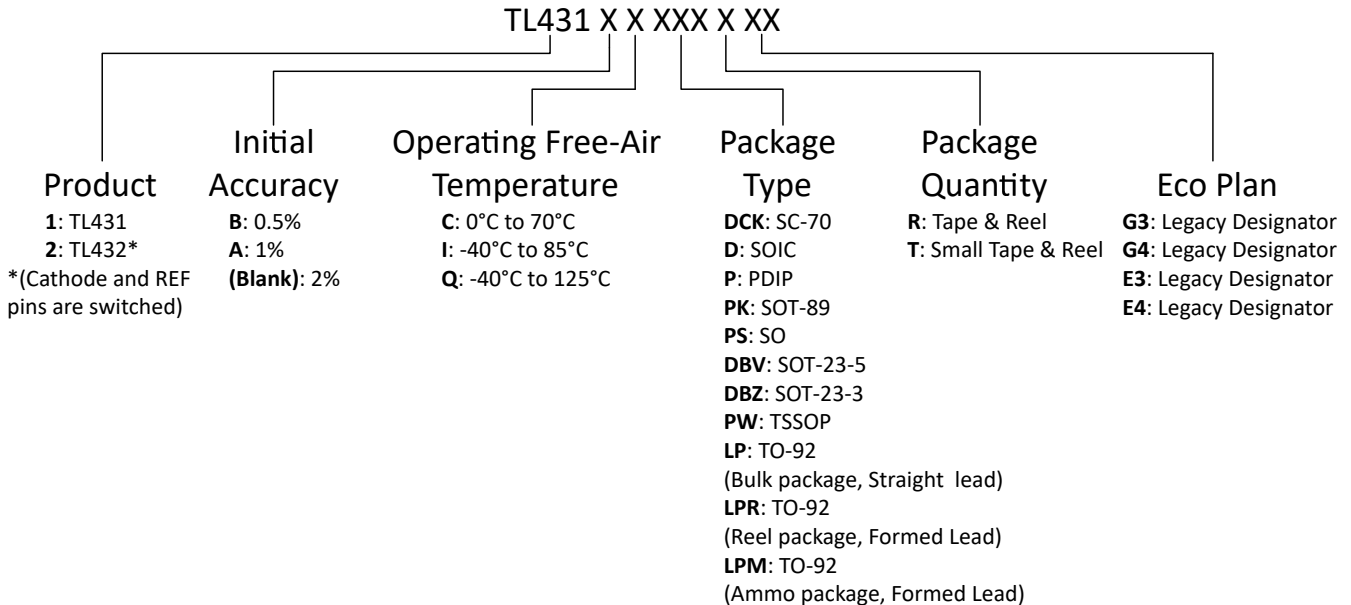 TL431 X X XXX X XX
Product
1: TL431
2: TL432*
*(Cathode and REF
pins are switched)
Initial
Accuracy
B: 0.5%
A: 1%
(Blank): 2%
Operating Free-Air
Temperature
C: 0°C to 70°C
I: -40°C to 85°C
Q: -40°C to 125°C
Package
Type
DCK: SC-70
D: SOIC
P: PDIP
PK: SOT-89
PS: SO
DBV: SOT-23-5
DBZ: SOT-23-3
PW: TSSOP
LP: TO-92
(Bulk package, Straight lead)
LPR: TO-92
(Reel package, Formed Lead)
LPM: TO-92
(Ammo package, Formed Lead)
Package
Quantity
R: Tape & Reel
T: Small Tape & Reel
Eco Plan
G3: Legacy Designator
G4: Legacy Designator
E3: Legacy Designator
E4: Legacy Designator